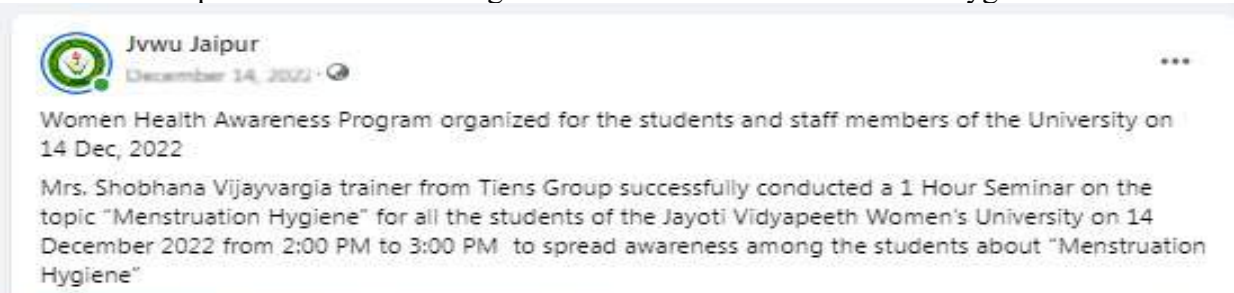 Jvwu Jaipur
December 14, 2022 ·
Women Health Awareness Program organized for the students and staff members of the University on
14 Dec, 2022
Mrs. Shobhana Vijayvargia trainer from Tiens Group successfully conducted a 1 Hour Seminar on the
topic "Menstruation Hygiene" for all the students of the Jayoti Vidyapeeth Women's University on 14
December 2022 from 2:00 PM to 3:00 PM to spread awareness among the students about "Menstruation
Hygiene"